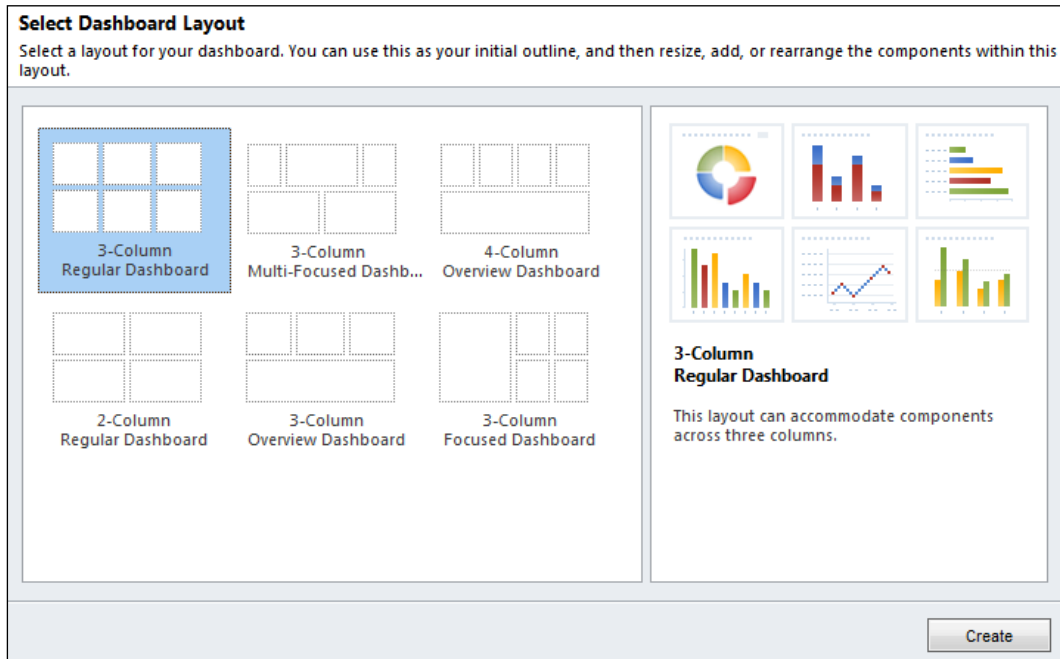 Select Dashboard Layout
Select a layout for your dashboard. You can use this as your initial outline, and then resize, add, or rearrange the components within this
layout.
3-Column
Regular Dashboard
3-Column
Multi-Focused Dashb...
4-Column
Overview Dashboard
2-Column
Regular Dashboard
3-Column
Overview Dashboard
3-Column
Focused Dashboard
3-Column
Regular Dashboard
This layout can accommodate components
across three columns.
Create